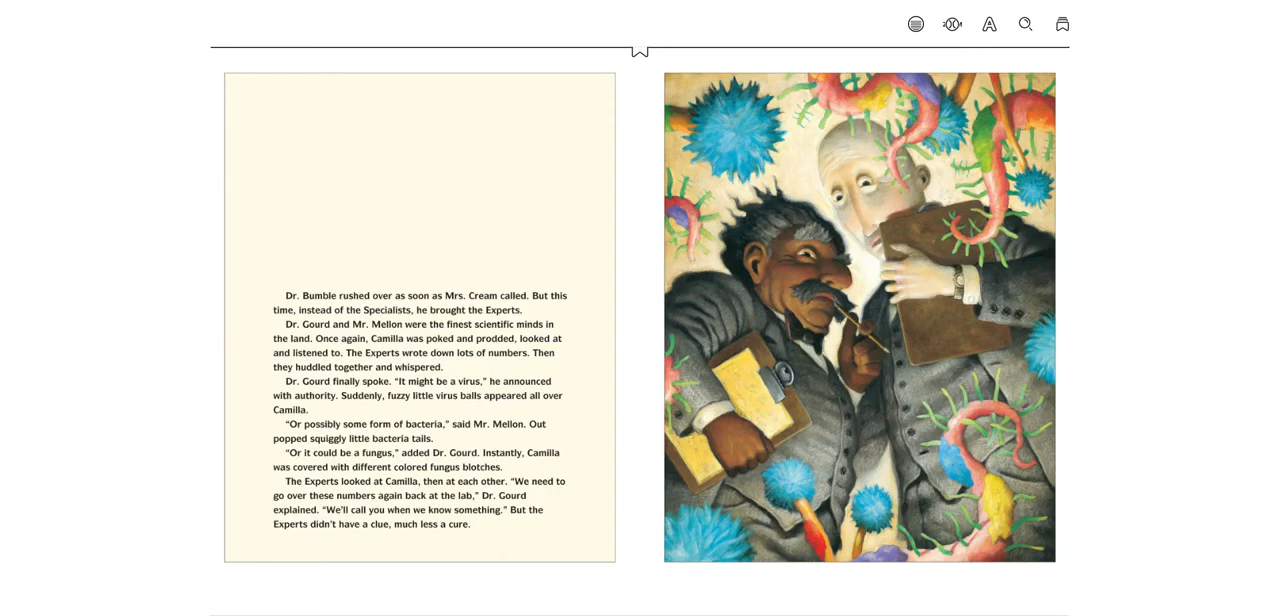 Dr. Bumble rushed over as soon as Mrs. Cream called. But this
time, instead of the Specialists, he brought the Experts.
Dr. Gourd and Mr. Mellon were the finest scientific minds in
the land. Once again, Camilla was poked and prodded, looked at
and listened to. The Experts wrote down lots of numbers. Then
they huddled together and whispered.
Dr. Gourd finally spoke. “It might be a virus,” he announced
with authority. Suddenly, fuzzy little virus balls appeared all over
Camilla.
“Or possibly some form of bacteria,” said Mr. Mellon. Out
popped squiggly little bacteria tails.
“Or it could be a fungus,” added Dr. Gourd. Instantly, Camilla
was covered with different colored fungus blotches.
The Experts looked at Camilla, then at each other. “We need to
go over these numbers again back at the lab,” Dr. Gourd
explained. “We’ll call you when we know something.” But the
Experts didn’t have a clue, much less a cure.